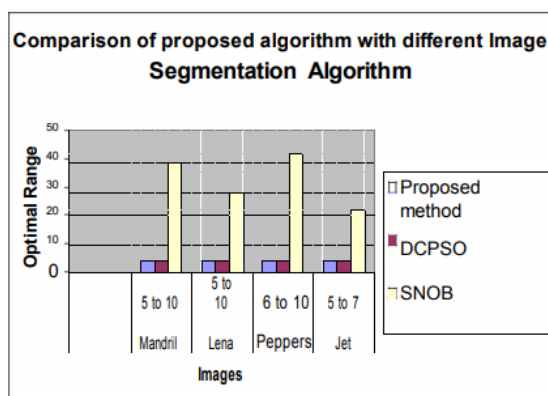 Comparison of proposed algorithm with different Image
Segmentation Algorithm
Optimal Range
50
40
30
20
10
0
5 to 10
5 to
10
6 to 10
5 to 7
Mandril
Lena
Peppers
Jet
Images
Proposed
method
DCPSO
SNOB